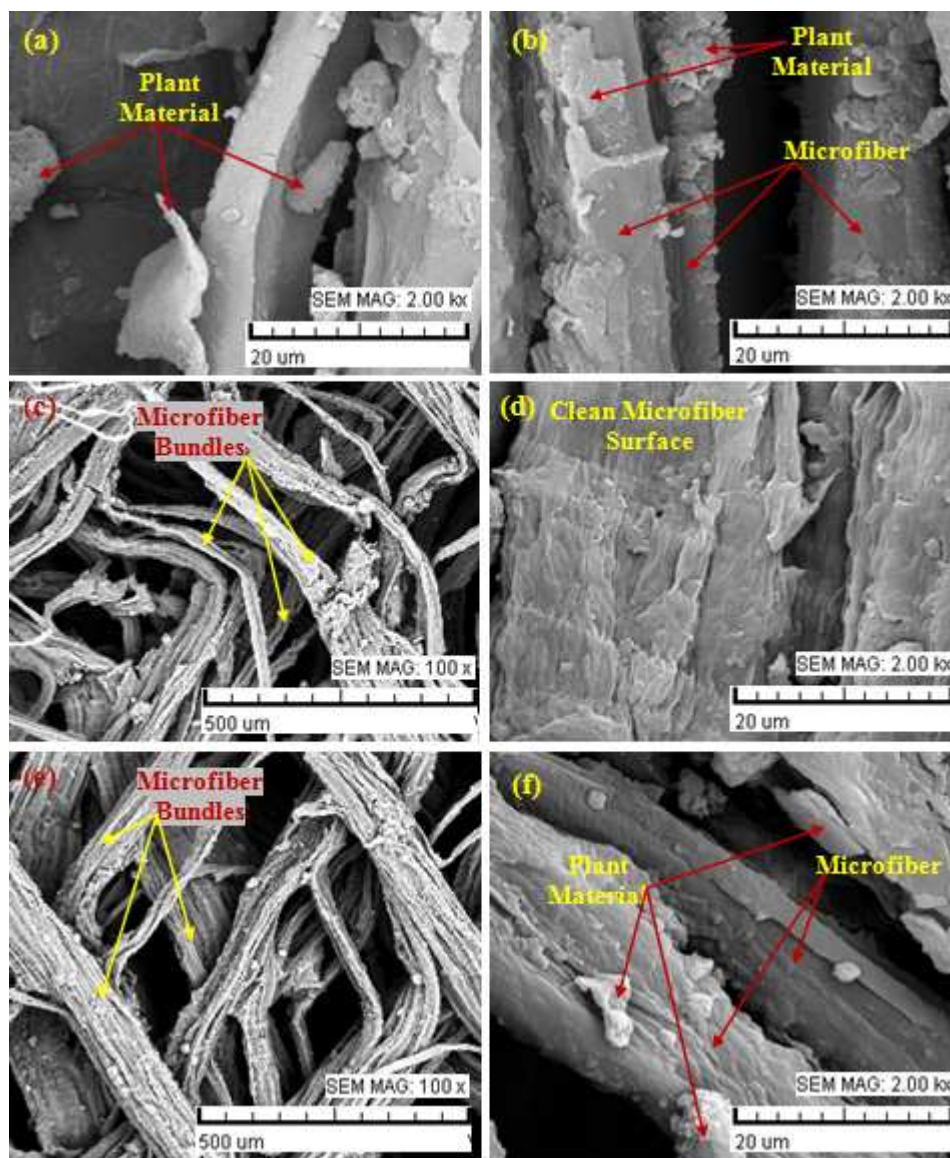 (a)
Plant
Material
SEM MAG: 2.00 kx
20 um
(b)
Plant
Material
Microfiber
SEM MAG: 2.00 kx
20 um
(c)
Microfiber
Bundles
SEM MAG: 100 x
500 um
(d)
Clean Microfiber
Surface
SEM MAG: 2.00 kx
20 um
(e)
Microfiber
Bundles
SEM MAG: 100 x
500 um
(f)
Plant
Material
Microfiber
SEM MAG: 2.00 kx
20 um